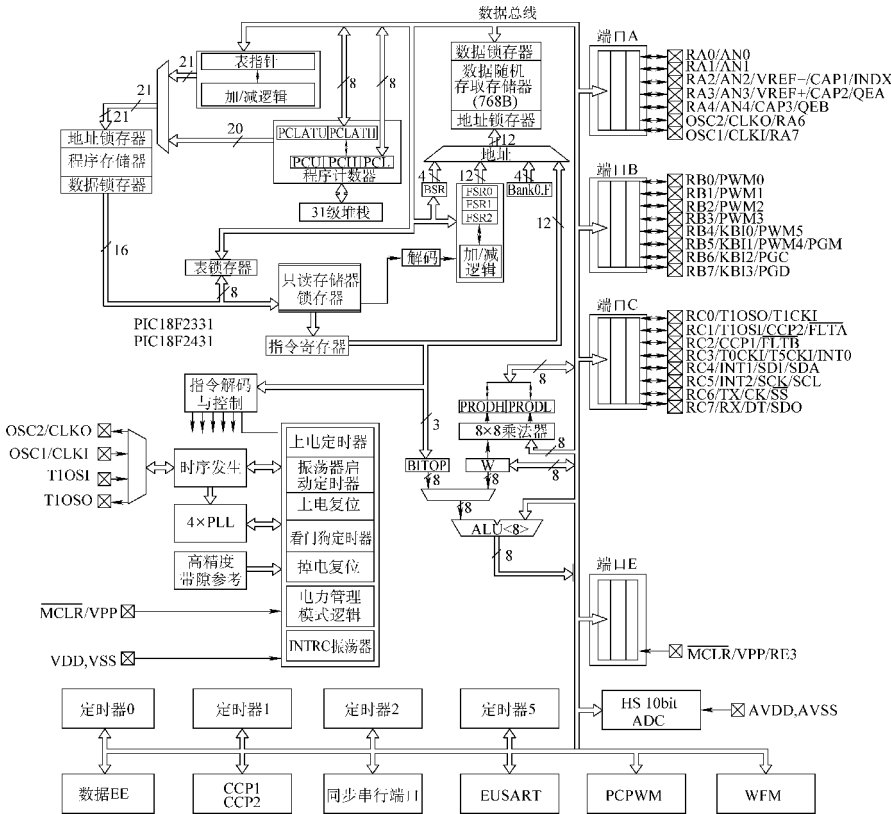 数据总线
端口A
RA0/AN0
RA1/AN1
RA2/AN2/VREF−/CAP1/INDX
RA3/AN3/VREF+/CAP2/QEA
RA4/AN4/CAP3/QEB
OSC2/CLKO/RA6
OSC1/CLKI/RA7
表指针
加/减逻辑
21
21
21
8
8
20
数据锁存器
数据随机
存取存储器
(768B)
地址锁存器
12
地址
地址锁存器
程序存储器
数据锁存器
PCLATU
PCLATH
PCU
PCH
PCL
程序计数器
31级堆栈
4
12
4
BSR
FSR0
FSR1
FSR2
Bank0.F
12
加/减
逻辑
解码
16
表锁存器
8
只读存储器
锁存器
指令寄存器
PIC18F2331
PIC18F2431
端口B
RB0/PWM0
RB1/PWM1
RB2/PWM2
RB3/PWM3
RB4/KBI0/PWM5
RB5/KBI1/PWM4/PGM
RB6/KBI2/PGC
RB7/KBI3/PGD
端口C
RC0/T1OSO/T1CKI
RC1/T1OSI/CCP2/FLTA
RC2/CCP1/FLTB
RC3/T0CKI/T5CKI/INT0
RC4/INT1/SDI/SDA
RC5/INT2/SCK/SCL
RC6/TX/CK/SS
RC7/RX/DT/SDO
指令解码
与控制
3
8
PRODH
PRODL
8×8乘法器
8
BITOP
W
8
8
8
8
ALU<8>
8
OSC2/CLKO
OSC1/CLKI
T1OSI
T1OSO
时序发生
4×PLL
高精度
带隙参考
上电定时器
振荡器启
动定时器
上电复位
看门狗定时器
掉电复位
电力管理
模式逻辑
INTRC振荡器
MCLR/VPP
VDD,VSS
端口E
MCLR/VPP/RE3
HS 10bit
ADC
AVDD,AVSS
定时器0
定时器1
定时器2
定时器5
数据EE
CCP1
CCP2
同步串行端口
EUSART
PCPWM
WFM